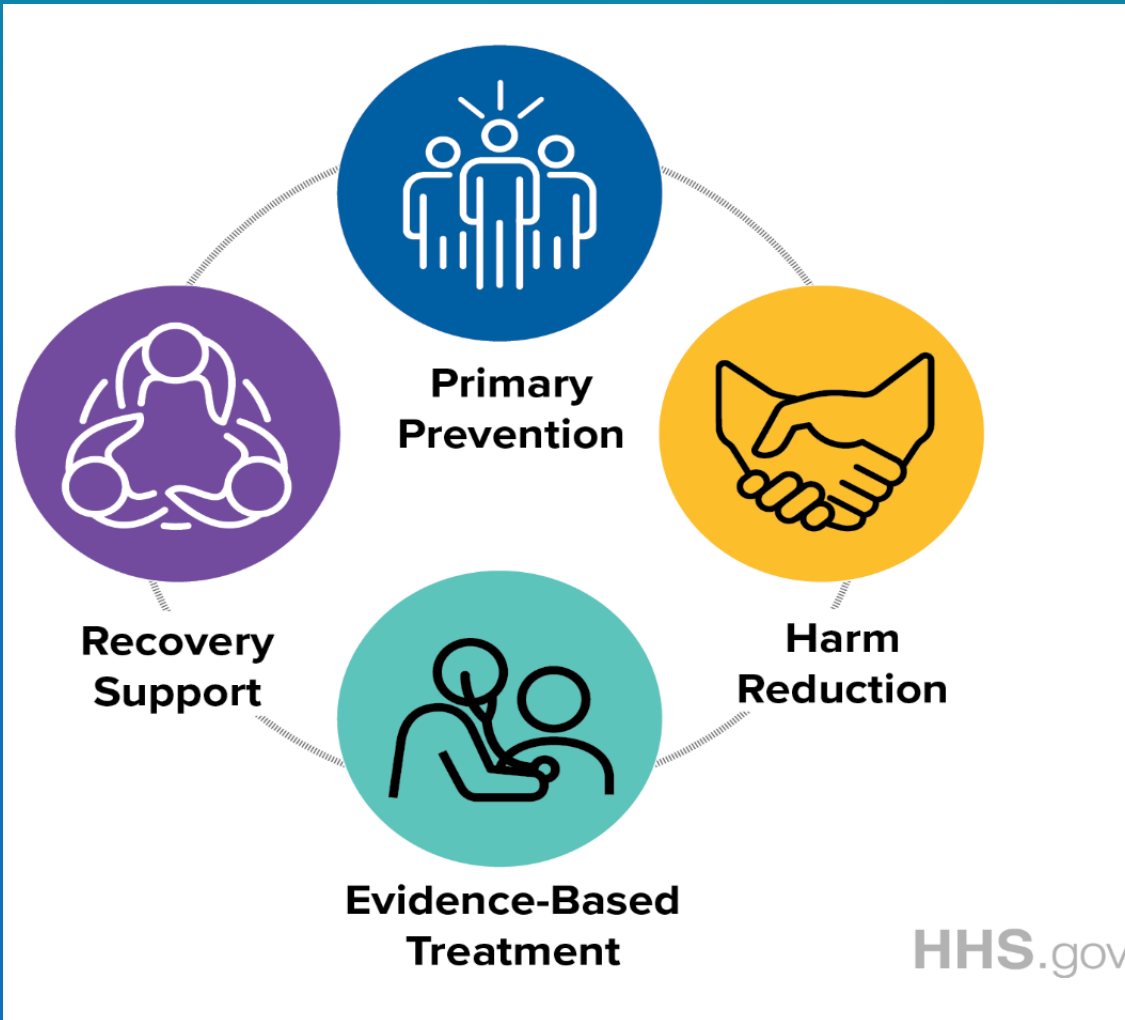 Primary
Prevention
Recovery
Support
Harm
Reduction
Evidence-Based
Treatment
HHS.gov